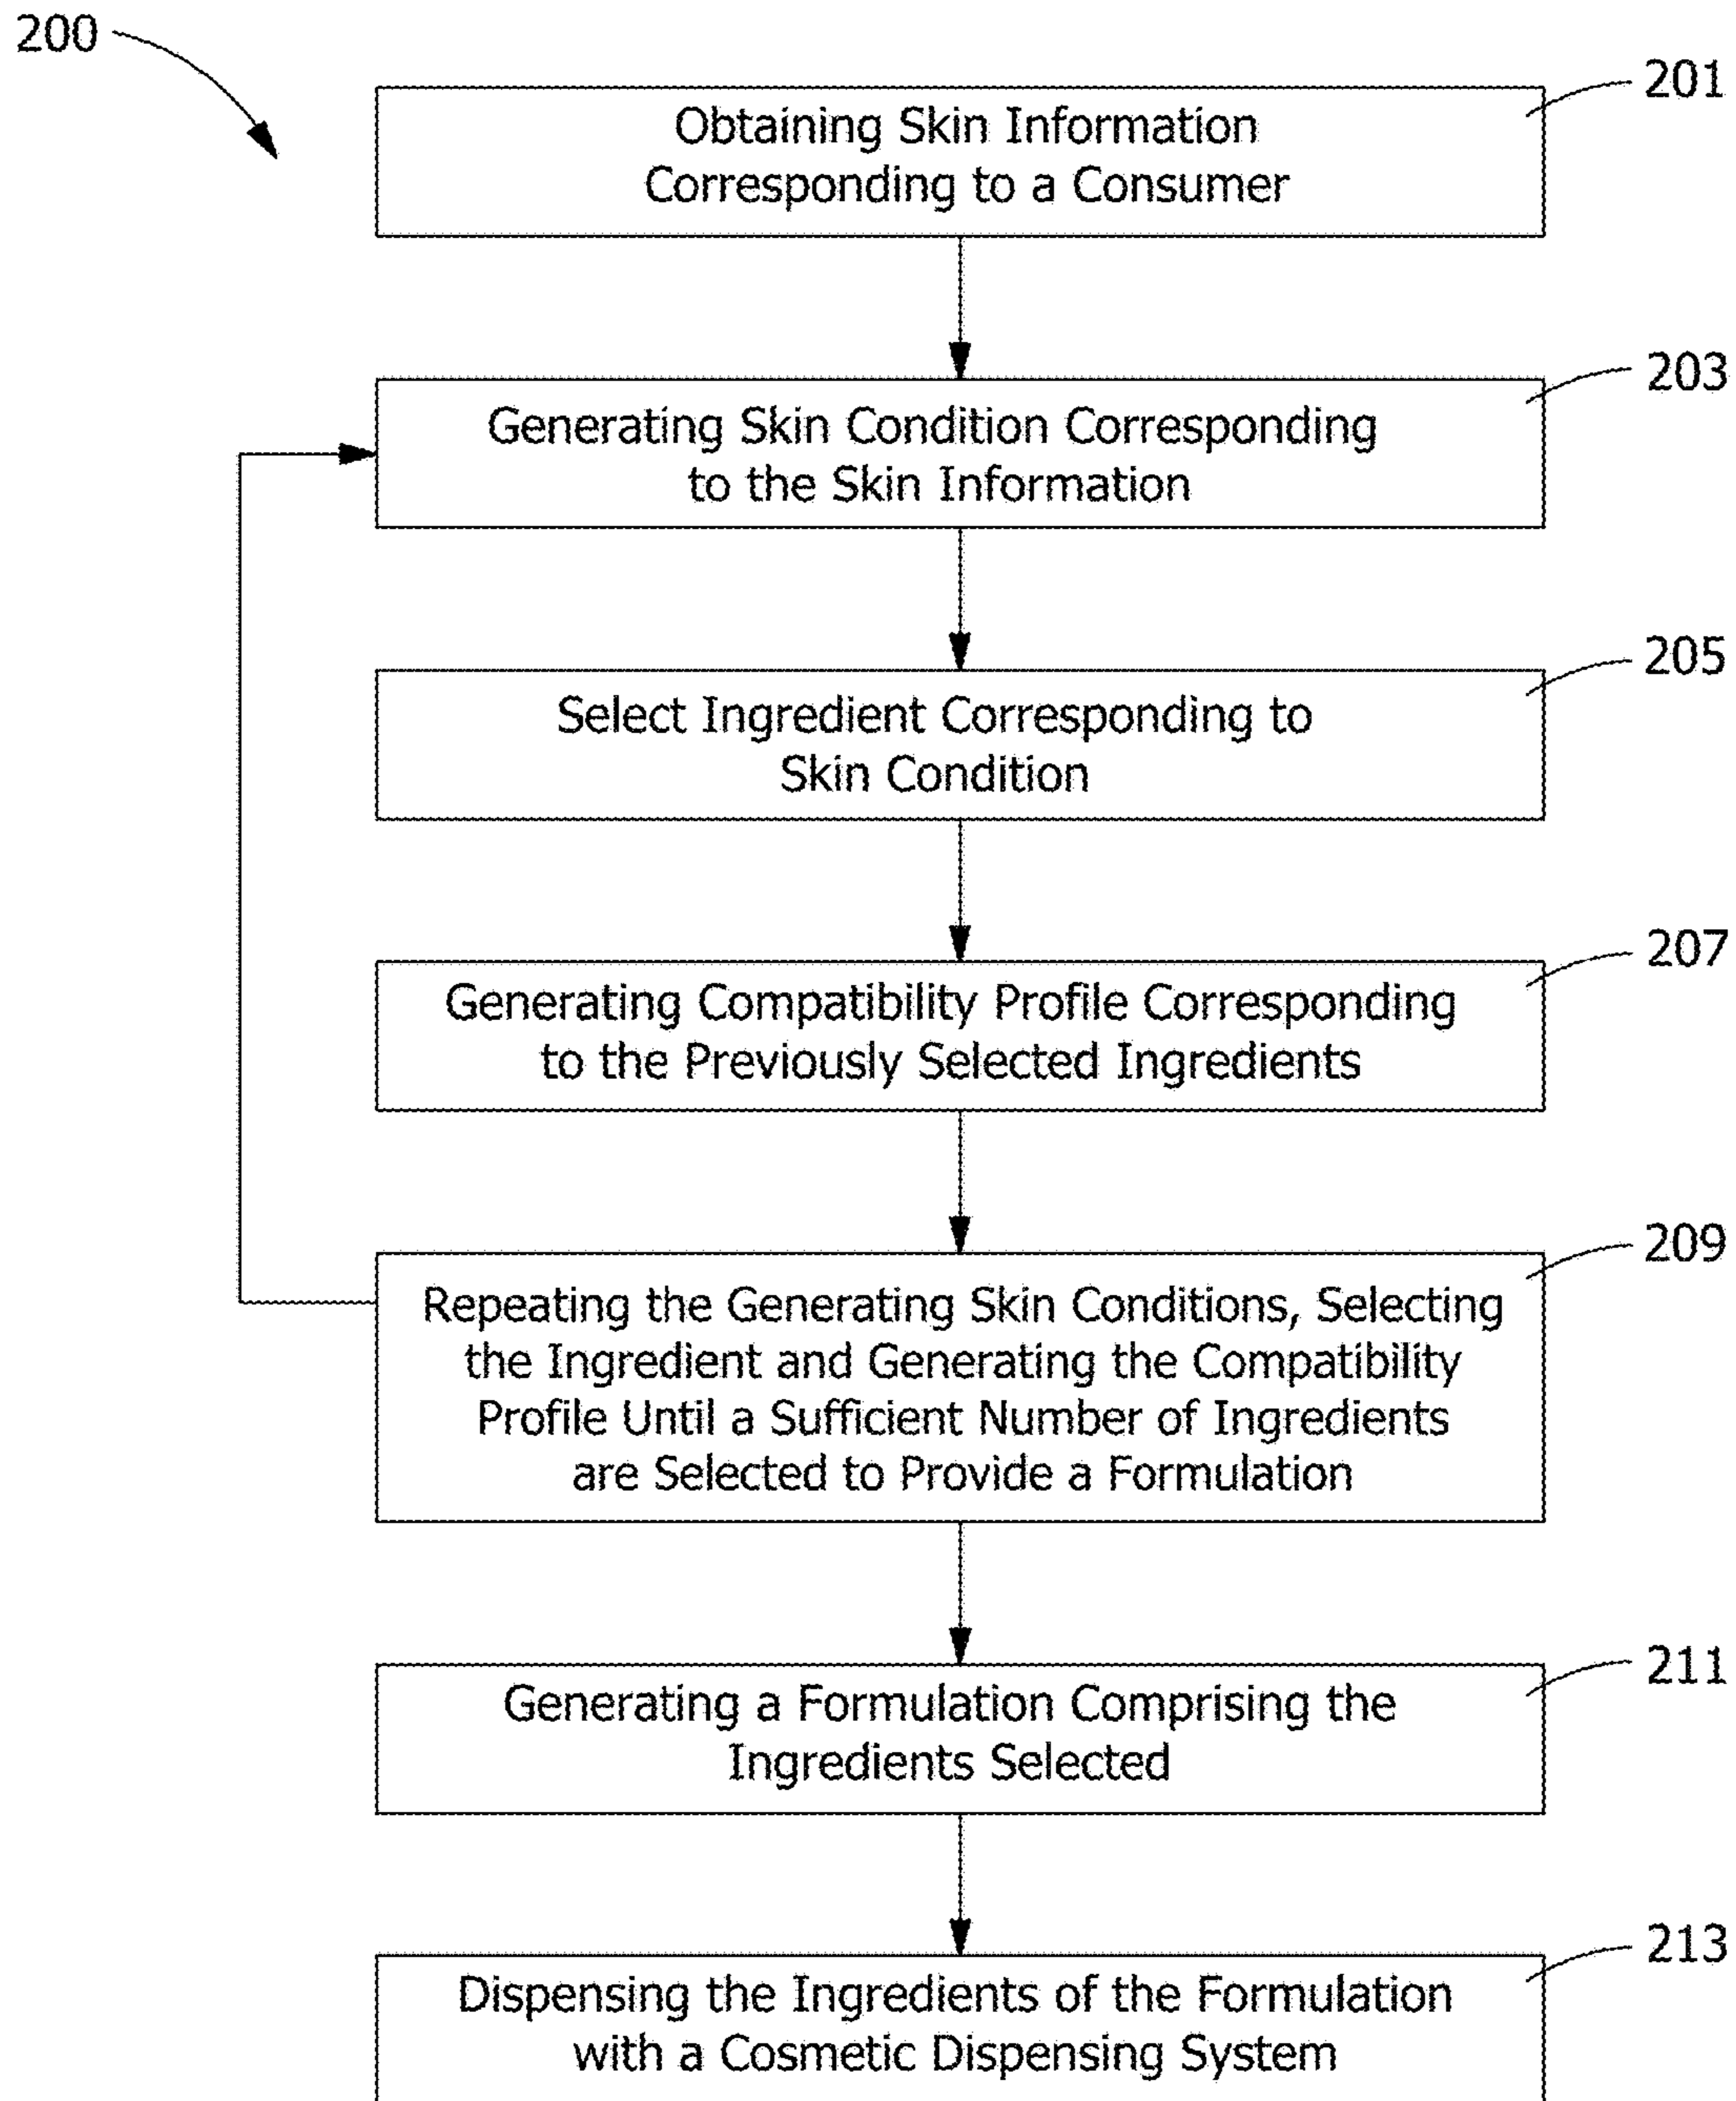 200
201
Obtaining Skin Information
Corresponding to a Consumer
203
Generating Skin Condition Corresponding
to the Skin Information
205
Select Ingredient Corresponding to
Skin Condition
207
Generating Compatibility Profile Corresponding
to the Previously Selected Ingredients
209
Repeating the Generating Skin Conditions, Selecting
the Ingredient and Generating the Compatibility
Profile Until a Sufficient Number of Ingredients
are Selected to Provide a Formulation
211
Generating a Formulation Comprising the
Ingredients Selected
213
Dispensing the Ingredients of the Formulation
with a Cosmetic Dispensing System